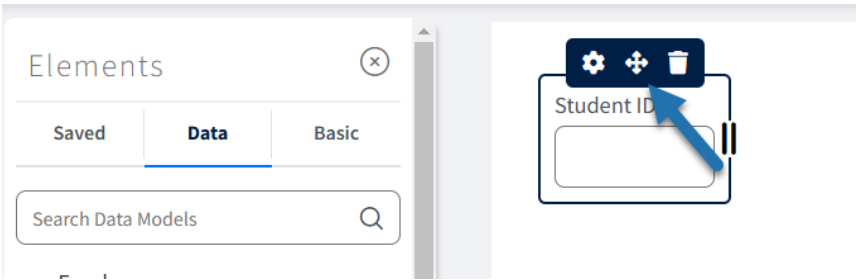 Elements
Saved Data Basic
Search Data Models
Student ID